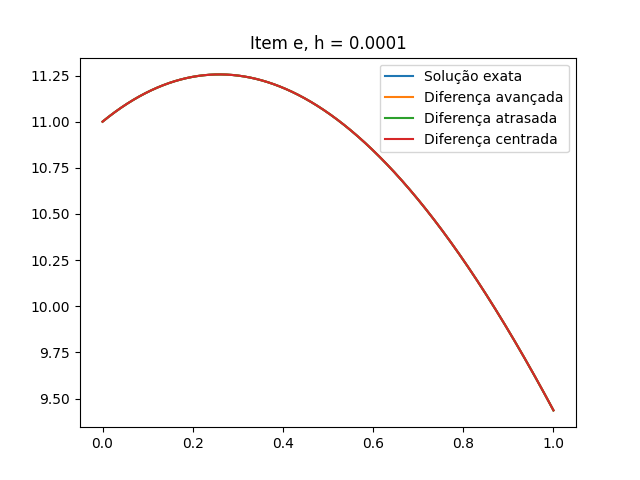 Item e, h = 0.0001
11.25
11.00
10.75
10.50
10.25
10.00
9.75
9.50
Solução exata
Diferença avançada
Diferença atrasada
Diferença centrada
0.0 0.2 0.4 0.6 0.8 1.0